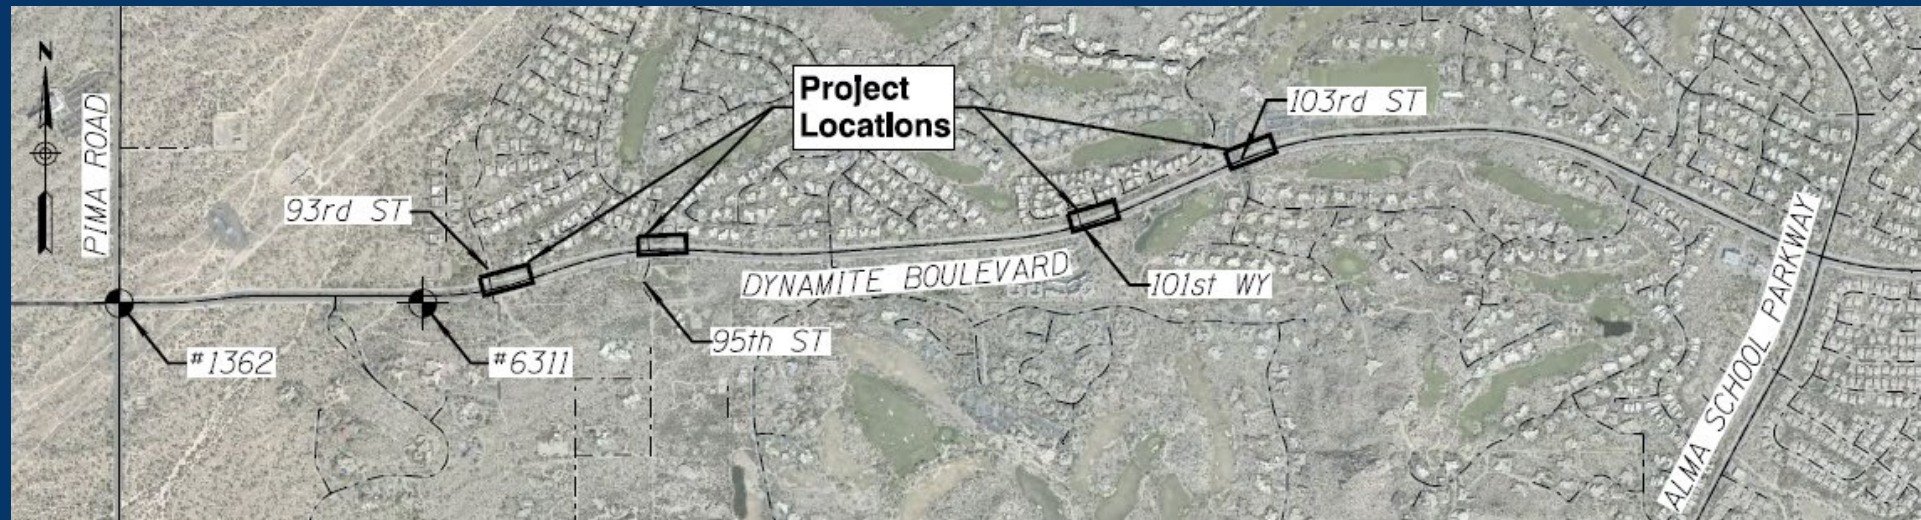 N
PIMA ROAD
Project
Locations
103rd ST
93rd ST
DYNAMITE BOULEVARD
101st WY
95th ST
#1362
#6311
ALMA SCHOOL PARKWAY